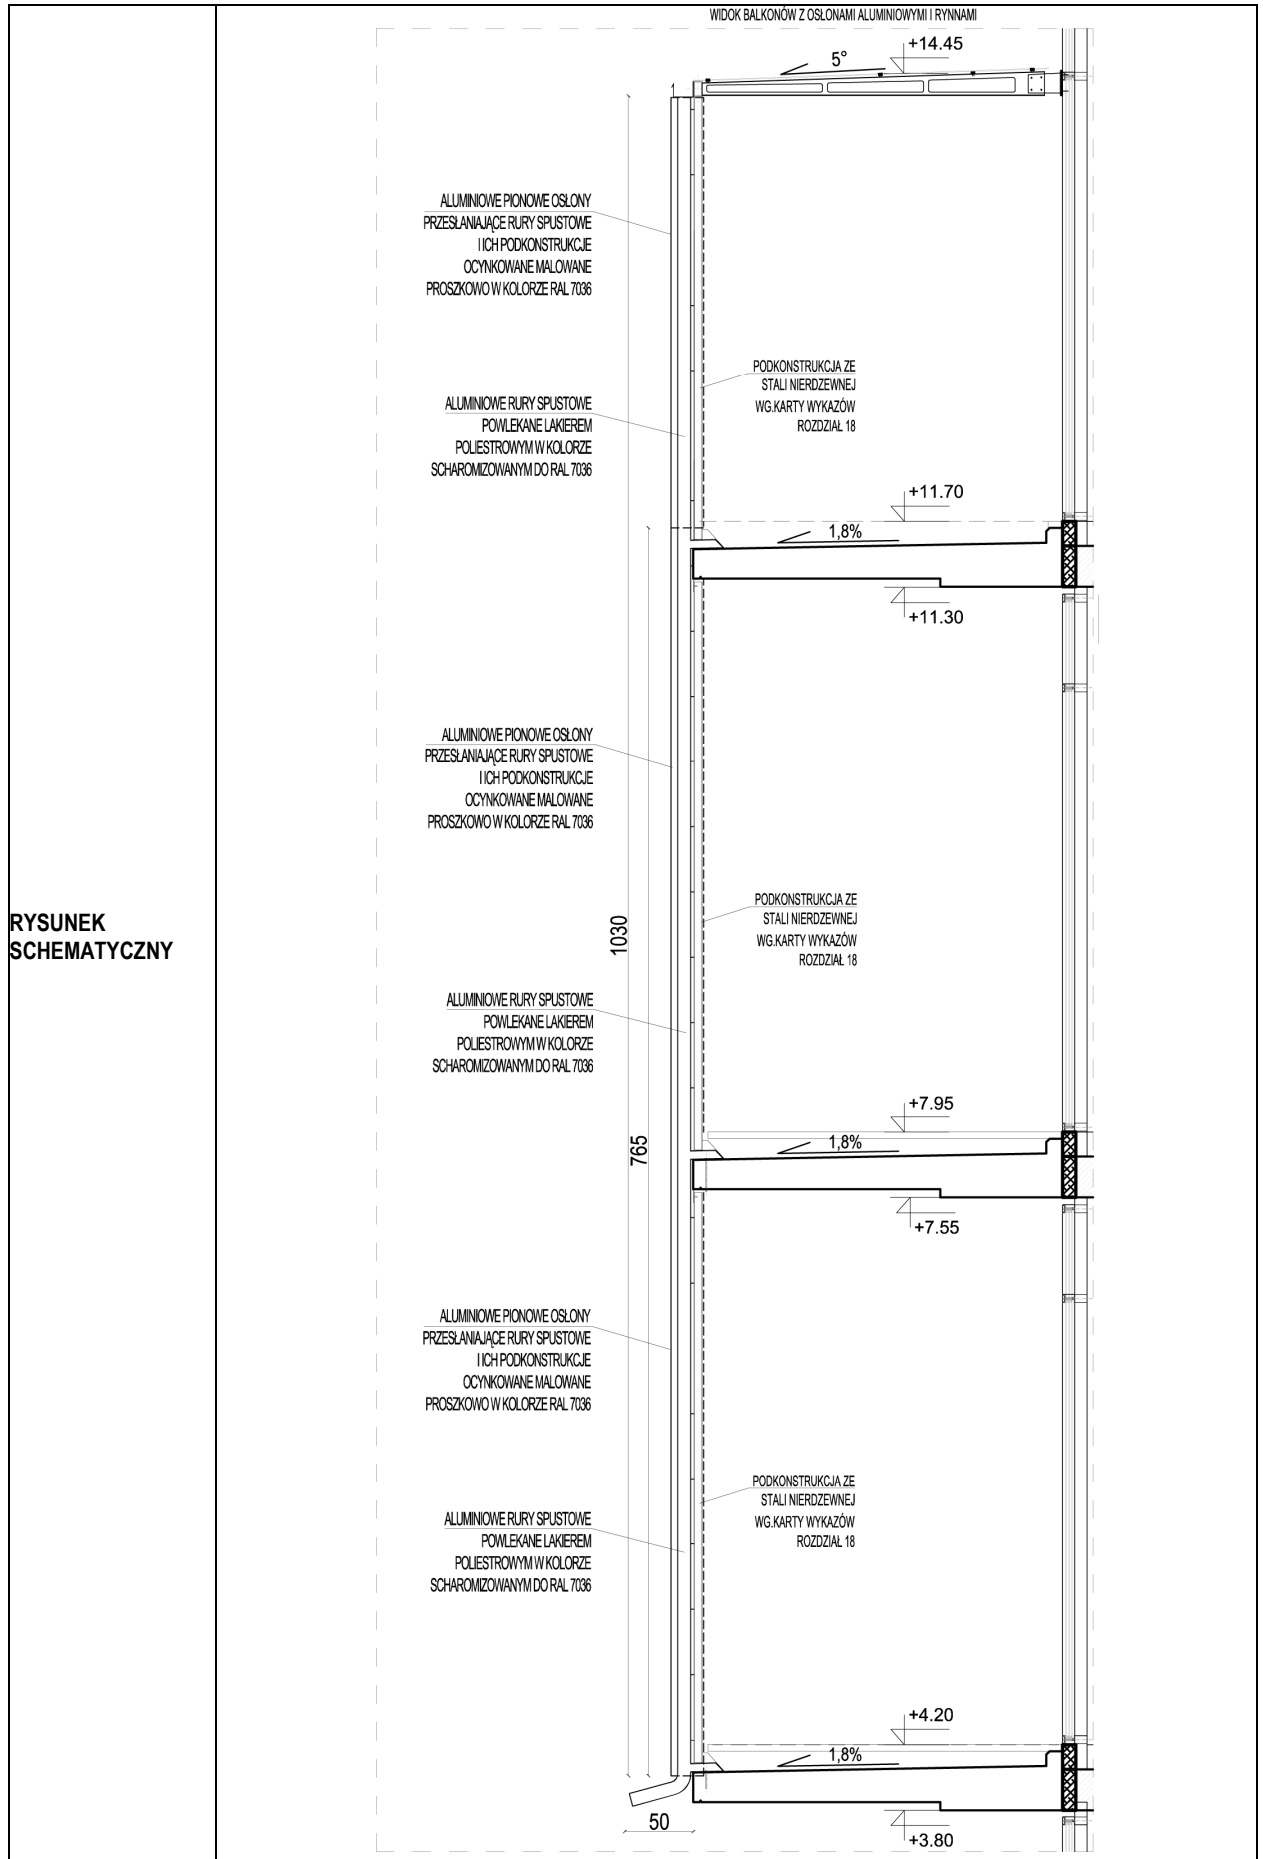 WIDOK BALKONÓW Z OSŁONAMI ALUMINIOWYMI I RYNNAMI
+14.45
5°
ALUMINIOWE PIONOWE OSŁONY
PRZESŁANIAJĄCE RURY SPUSTOWE
I ICH PODKONSTRUKCJE
OCYNKOWANE MALOWANE
PROSZKOWO W KOLORZE RAL 7036
PODKONSTRUKCJA ZE
STALI NIERDZEWNEJ
WG.KARTY WYKAZÓW
ROZDZIAŁ 18
ALUMINIOWE RURY SPUSTOWE
POWLEKANE LAKIEREM
POLIESTROWYM W KOLORZE
SCHAROMIZOWANYM DO RAL 7036
+11.70
1,8%
+11.30
ALUMINIOWE PIONOWE OSŁONY
PRZESŁANIAJĄCE RURY SPUSTOWE
I ICH PODKONSTRUKCJE
OCYNKOWANE MALOWANE
PROSZKOWO W KOLORZE RAL 7036
RYSUNEK
SCHEMATYCZNY
1030
PODKONSTRUKCJA ZE
STALI NIERDZEWNEJ
WG.KARTY WYKAZÓW
ROZDZIAŁ 18
ALUMINIOWE RURY SPUSTOWE
POWLEKANE LAKIEREM
POLIESTROWYM W KOLORZE
SCHAROMIZOWANYM DO RAL 7036
765
+7.95
1,8%
+7.55
ALUMINIOWE PIONOWE OSŁONY
PRZESŁANIAJĄCE RURY SPUSTOWE
I ICH PODKONSTRUKCJE
OCYNKOWANE MALOWANE
PROSZKOWO W KOLORZE RAL 7036
PODKONSTRUKCJA ZE
STALI NIERDZEWNEJ
WG.KARTY WYKAZÓW
ROZDZIAŁ 18
ALUMINIOWE RURY SPUSTOWE
POWLEKANE LAKIEREM
POLIESTROWYM W KOLORZE
SCHAROMIZOWANYM DO RAL 7036
+4.20
1,8%
50
+3.80